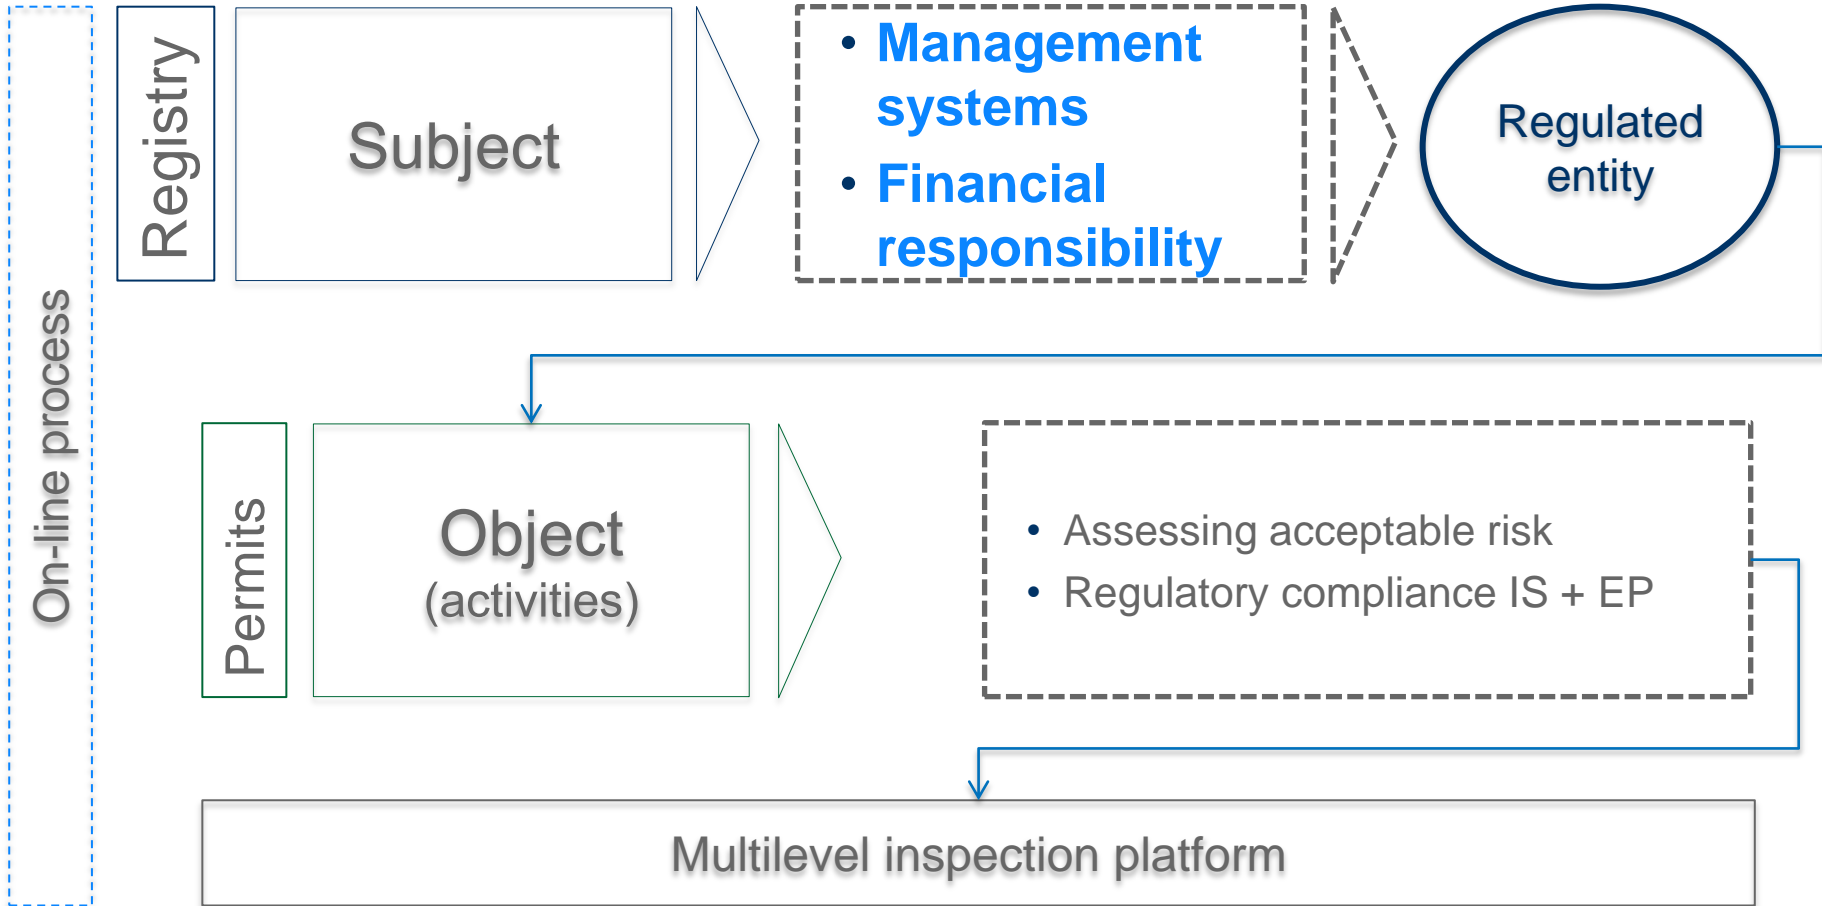 On-line process
Registry
Subject
• Management
systems
• Financial
responsibility
Regulated
entity
Permits
Object
(activities)
• Assessing acceptable risk
• Regulatory compliance IS + EP
Multilevel inspection platform